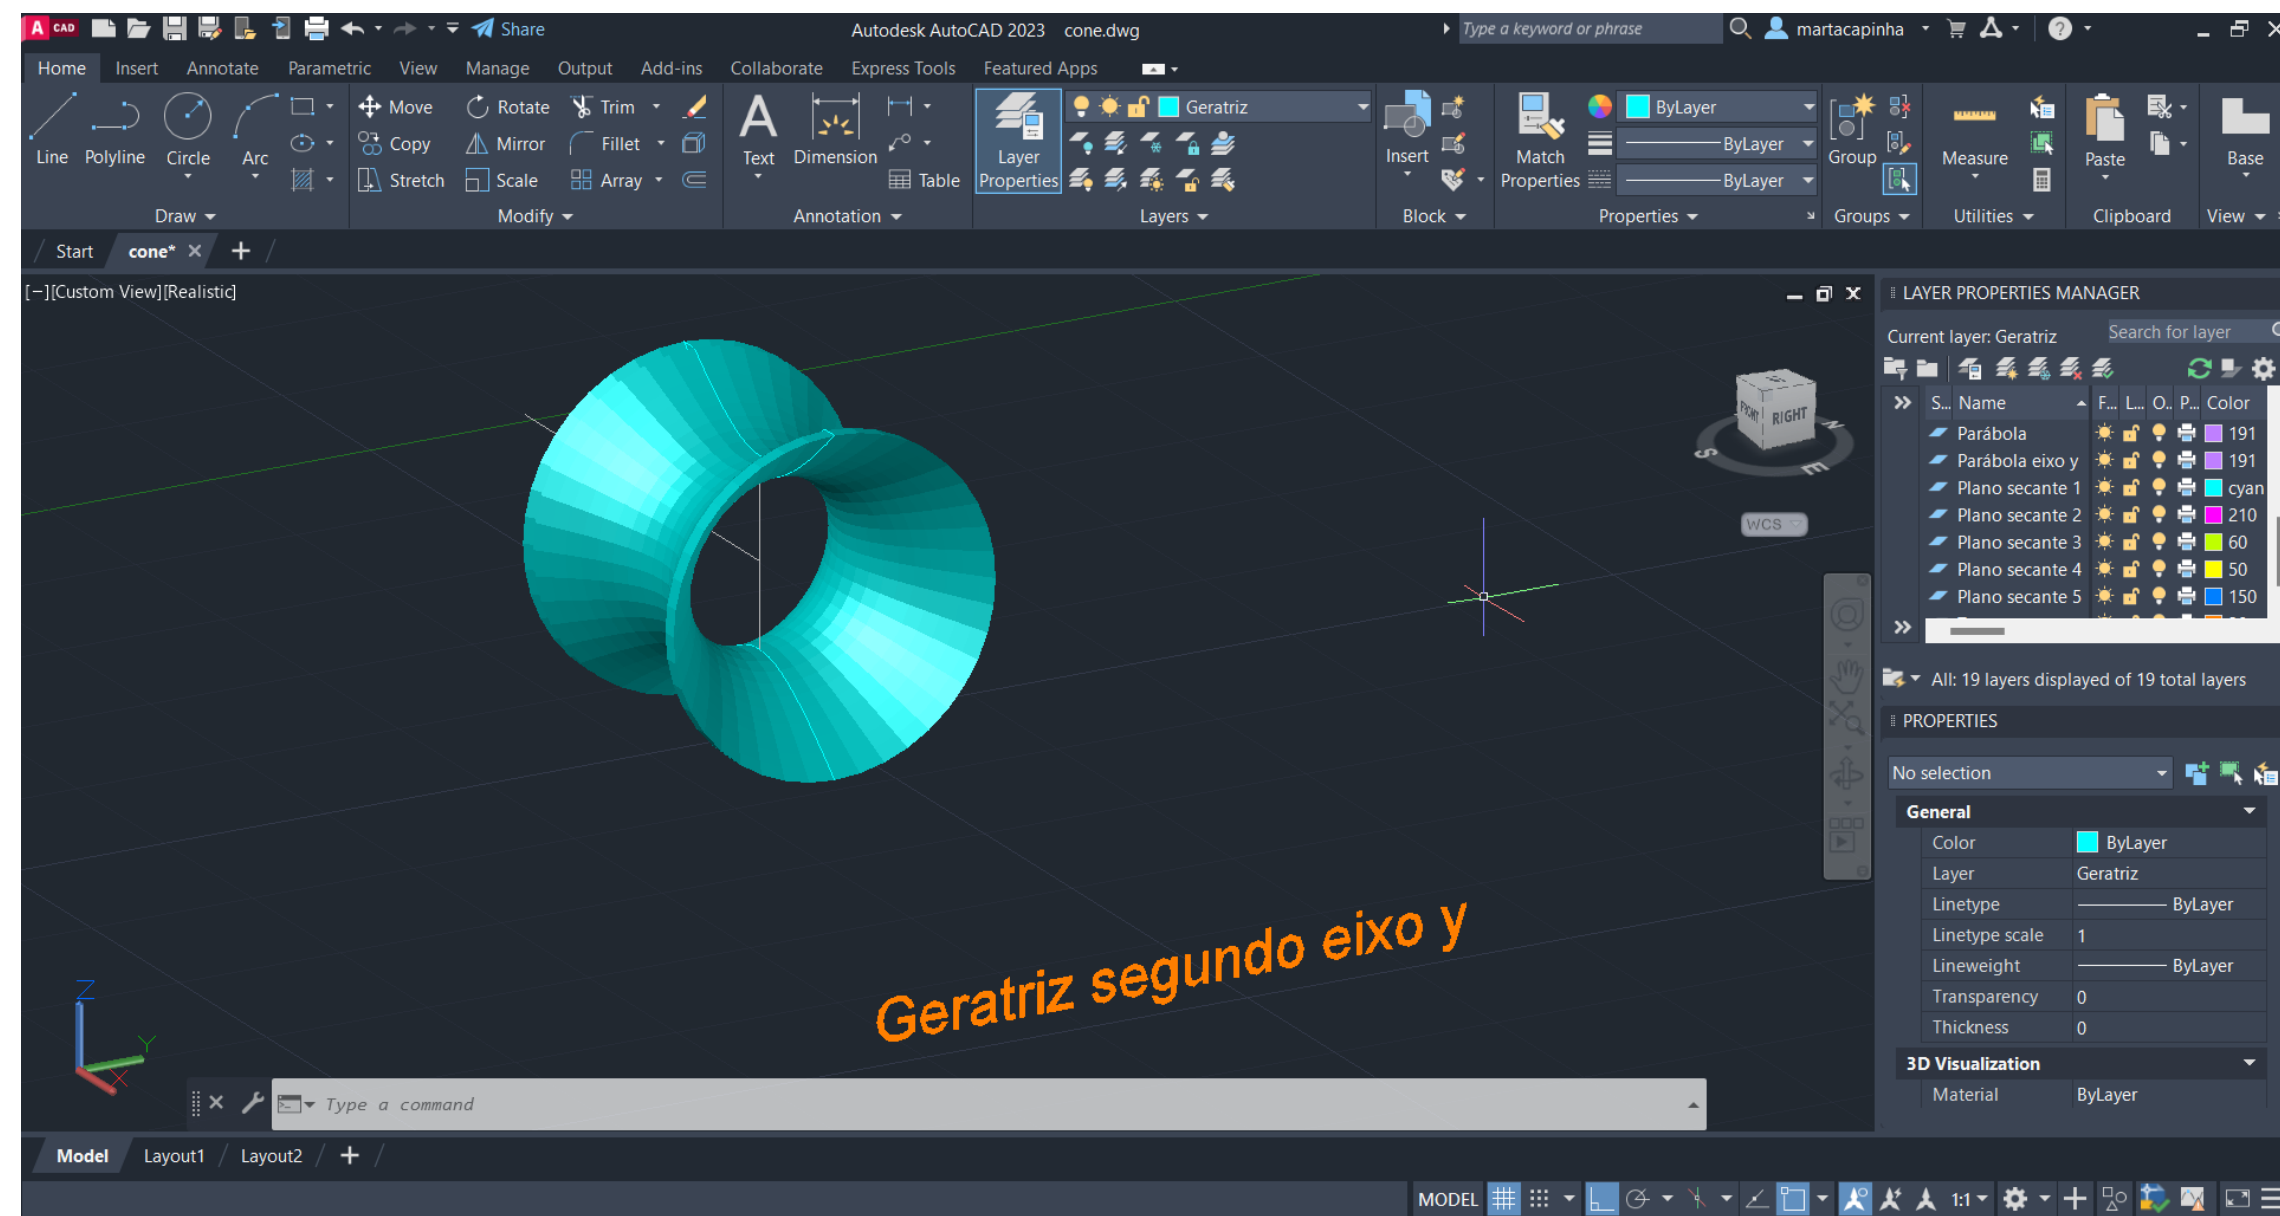 A CAD Share Autodesk AutoCAD 2023 cone.dwg Type a keyword or phrase martacapinha
Home Insert Annotate Parametric View Manage Output Add-ins Collaborate Express Tools Featured Apps
Move Rotate Trim Geratriz ByLayer
Line Polyline Circle Arc Copy Mirror Fillet Text Dimension Layer Properties Insert Match Properties ByLayer Group Measure Paste Base
Stretch Scale Array Table ByLayer
Draw Modify Annotation Layers Block Properties Groups Utilities Clipboard View
Start cone* +
[−][Custom View][Realistic]
FRONT RIGHT
S E N
WCS
LAYER PROPERTIES MANAGER
Current layer: Geratriz Search for layer
S.. Name F... L... O.. P... Color
Parábola 191
Parábola eixo y 191
Plano secante 1 cyan
Plano secante 2 210
Plano secante 3 60
Plano secante 4 50
Plano secante 5 150
All: 19 layers displayed of 19 total layers
PROPERTIES
No selection
General
Color ByLayer
Layer Geratriz
Linetype ByLayer
Linetype scale 1
Lineweight ByLayer
Transparency 0
Thickness 0
3D Visualization
Material ByLayer
Geratriz segundo eixo y
Z
Y
X
Type a command
Model Layout1 Layout2 +
MODEL 1:1